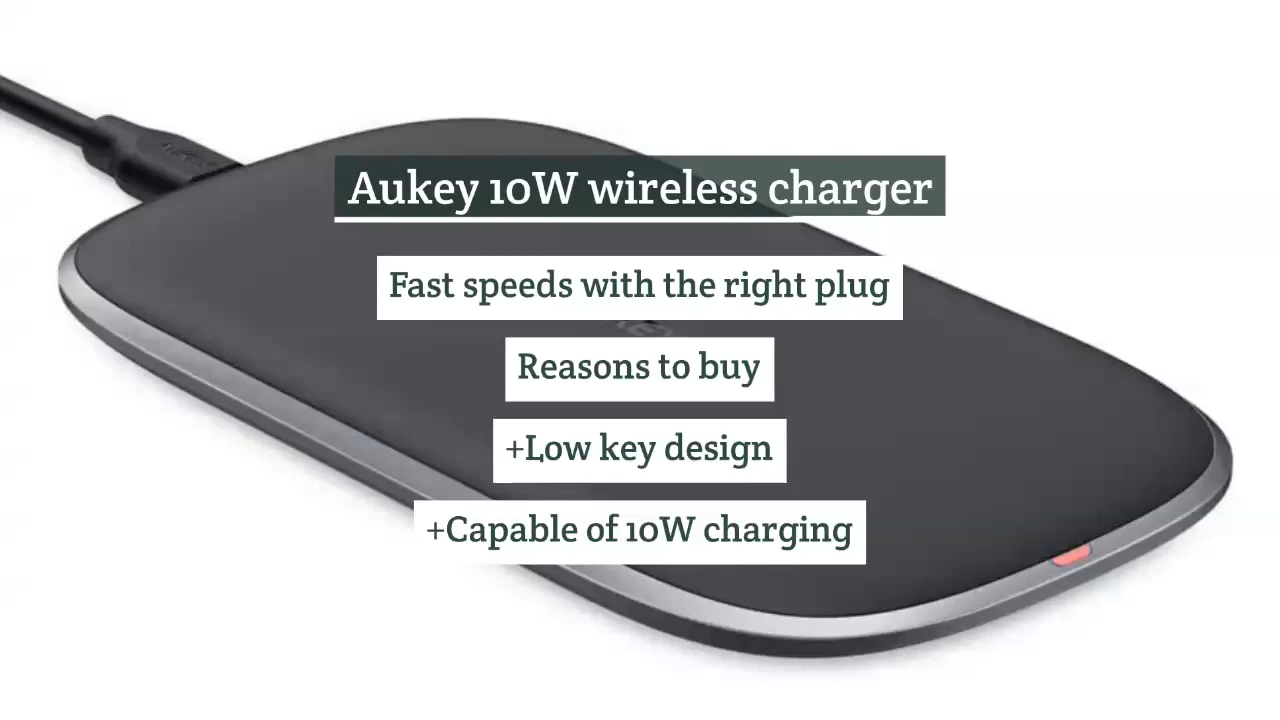 Aukey 10W wireless charger
Fast speeds with the right plug
Reasons to buy
+Low key design
+Capable of 10W charging